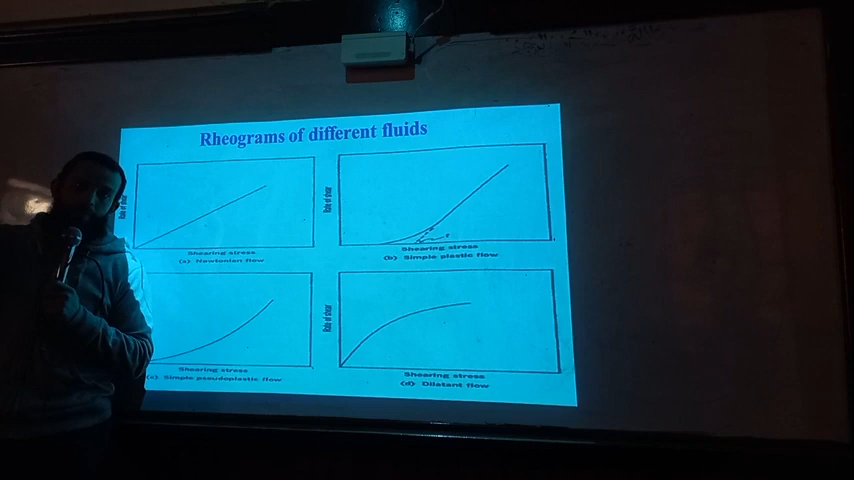 Rheograms of different fluids
Rate of shear
Shearing stress
(a) Newtonian flow
Rate of shear
f
Shearing stress
(b) Simple plastic flow
Shearing stress
(c) Simple pseudoplastic flow
Rate of shear
Shearing stress
(d) Dilatant flow